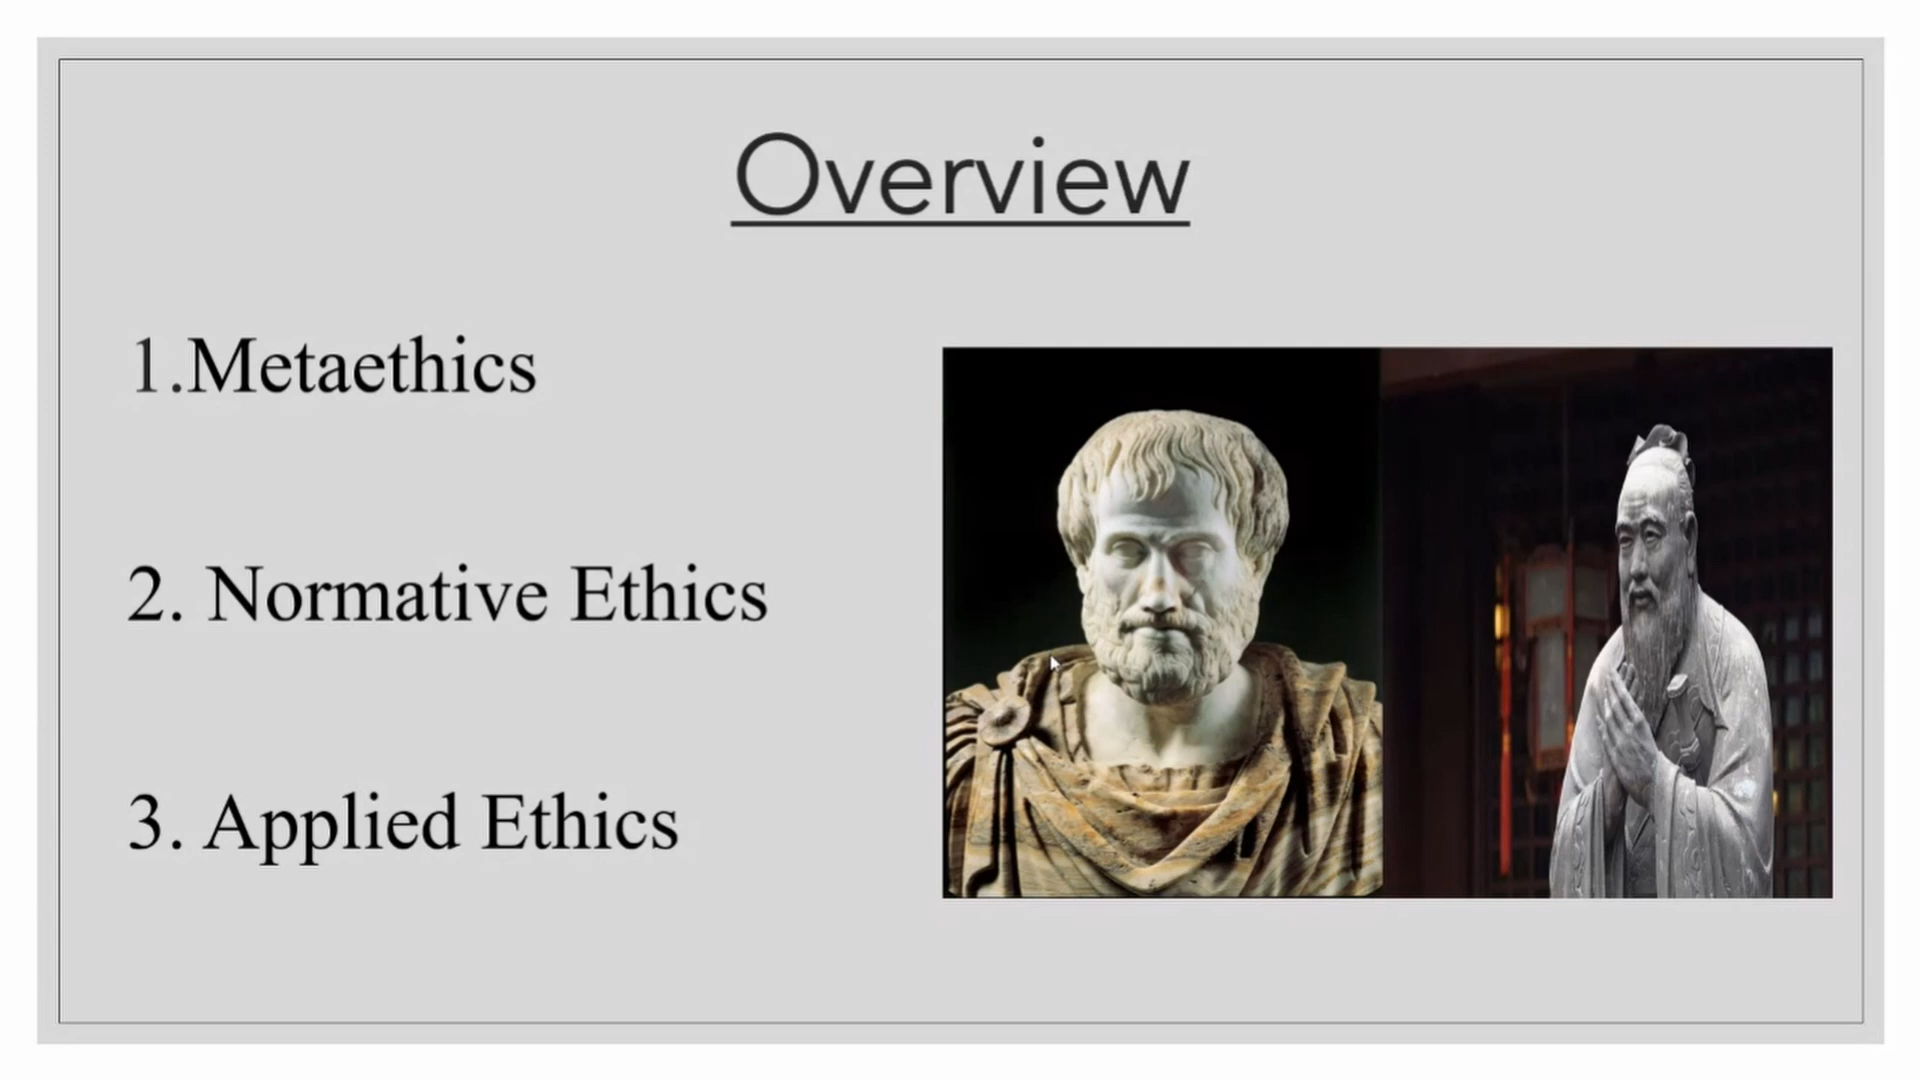 Overview
1.Metaethics
2. Normative Ethics
3. Applied Ethics